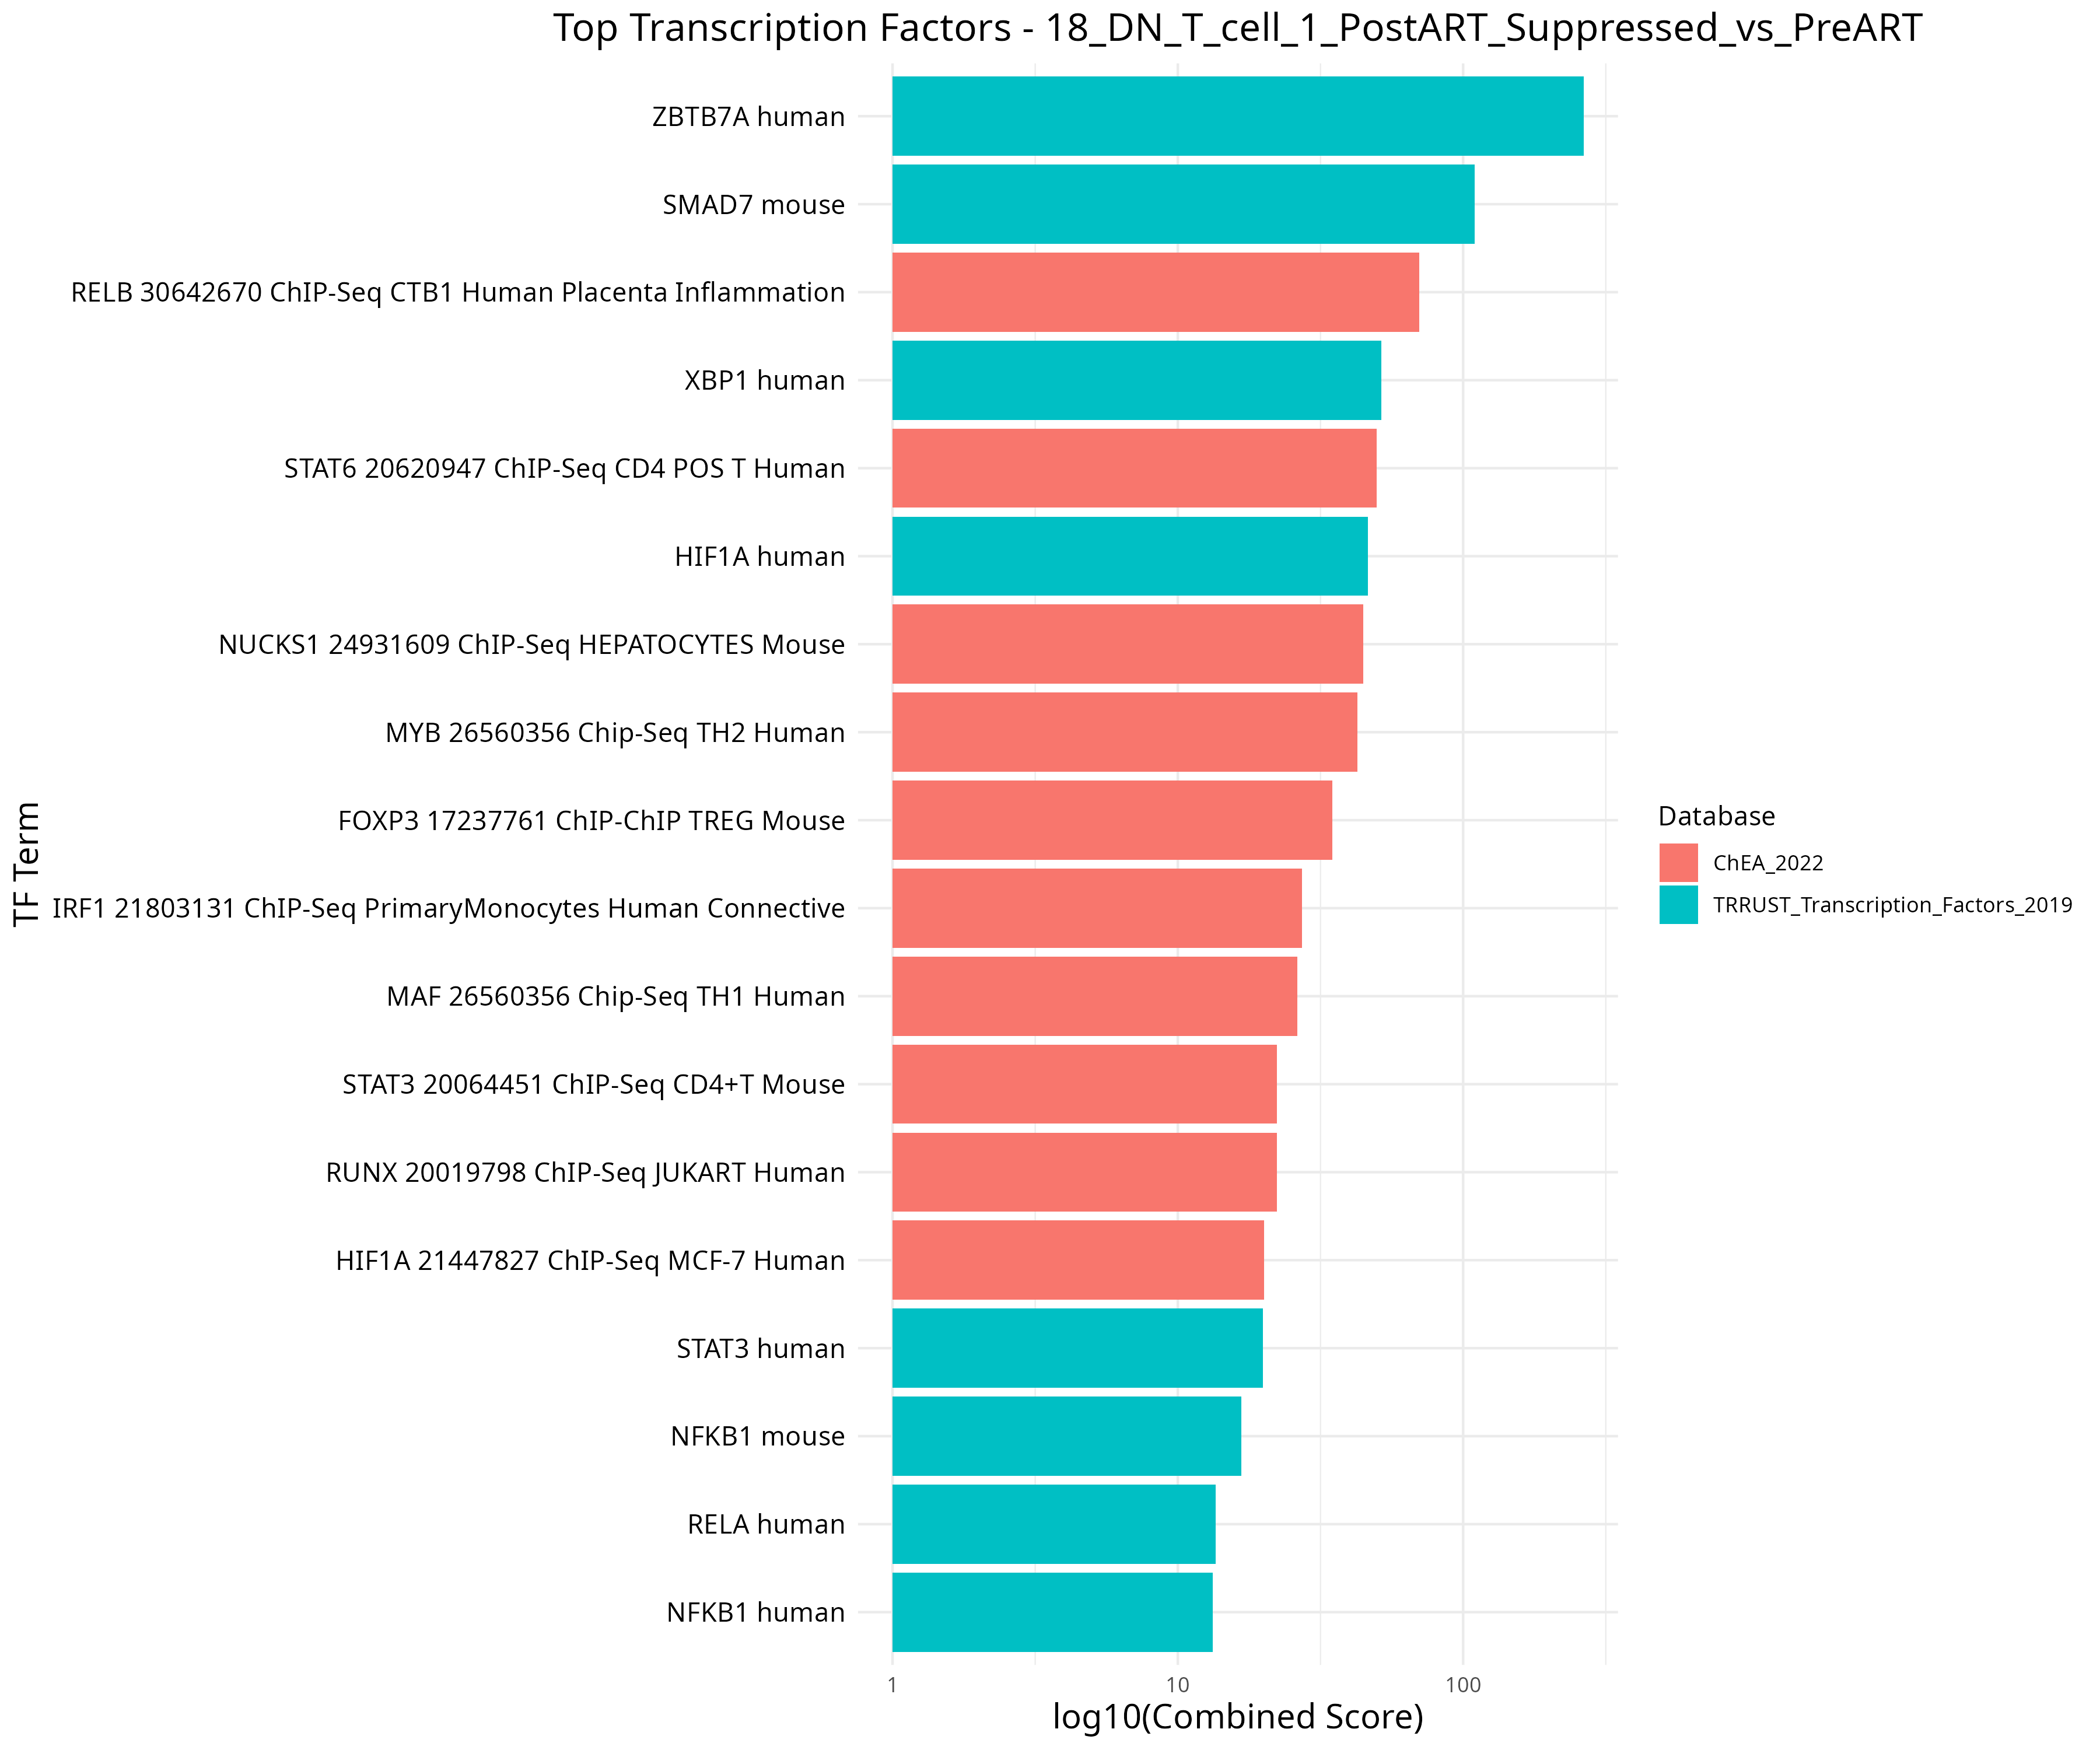 Top Transcription Factors - 18_DN_T_cell_1_PostART_Suppressed_vs_PreART
ZBTB7A human
SMAD7 mouse
RELB 30642670 ChIP-Seq CTB1 Human Placenta Inflammation
XBP1 human
STAT6 20620947 ChIP-Seq CD4 POS T Human
HIF1A human
NUCKS1 24931609 ChIP-Seq HEPATOCYTES Mouse
MYB 26560356 Chip-Seq TH2 Human
FOXP3 17237761 ChIP-ChIP TREG Mouse
IRF1 21803131 ChIP-Seq PrimaryMonocytes Human Connective
MAF 26560356 Chip-Seq TH1 Human
STAT3 20064451 ChIP-Seq CD4+T Mouse
RUNX 20019798 ChIP-Seq JUKART Human
HIF1A 21447827 ChIP-Seq MCF-7 Human
STAT3 human
NFKB1 mouse
RELA human
NFKB1 human
TF Term
1 10 100
log10(Combined Score)
Database
ChEA_2022
TRRUST_Transcription_Factors_2019